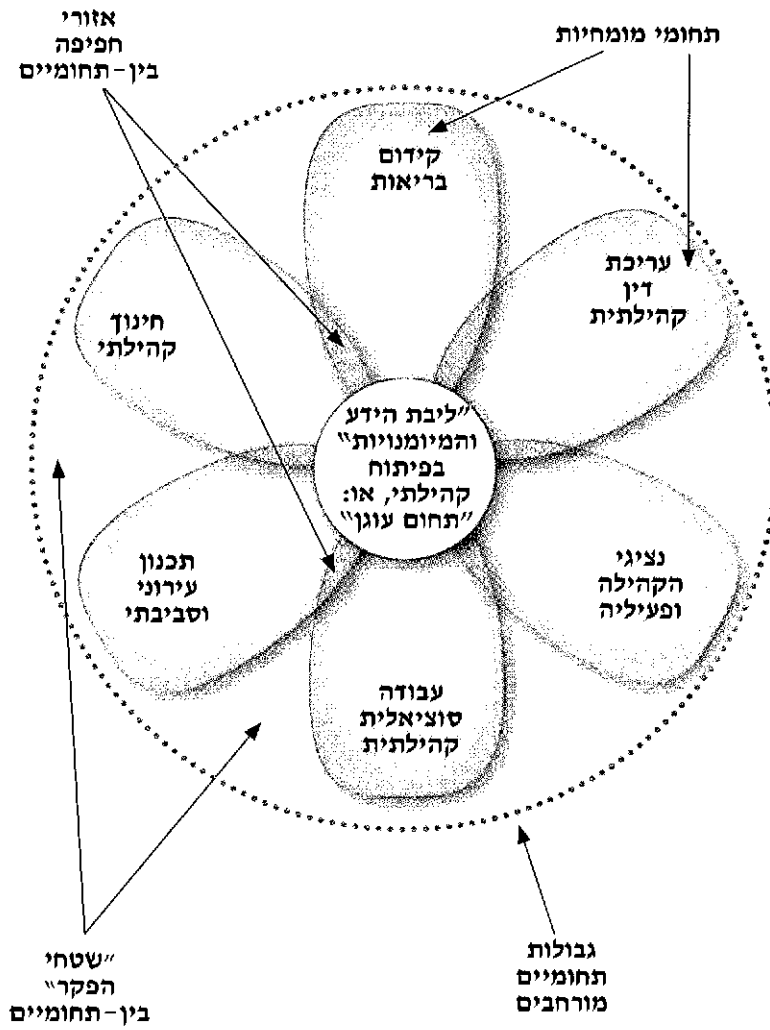 אזורי
חפיפה
בין-תחומיים
תחומי מומחיות
קידום
בריאות
עריכת
דין
קהילתית
חינוך
קהילתי
"ליבת הידע
והמיומנויות"
בפיתוח
קהילתי, או:
"תחום עוגן"
תכנון
עירוני
וסביבתי
נציגי
הקהילה
ופעיליה
עבודה
סוציאלית
קהילתית
"שטחי
הפקר"
בין-תחומיים
גבולות
תחומיים
מורחבים